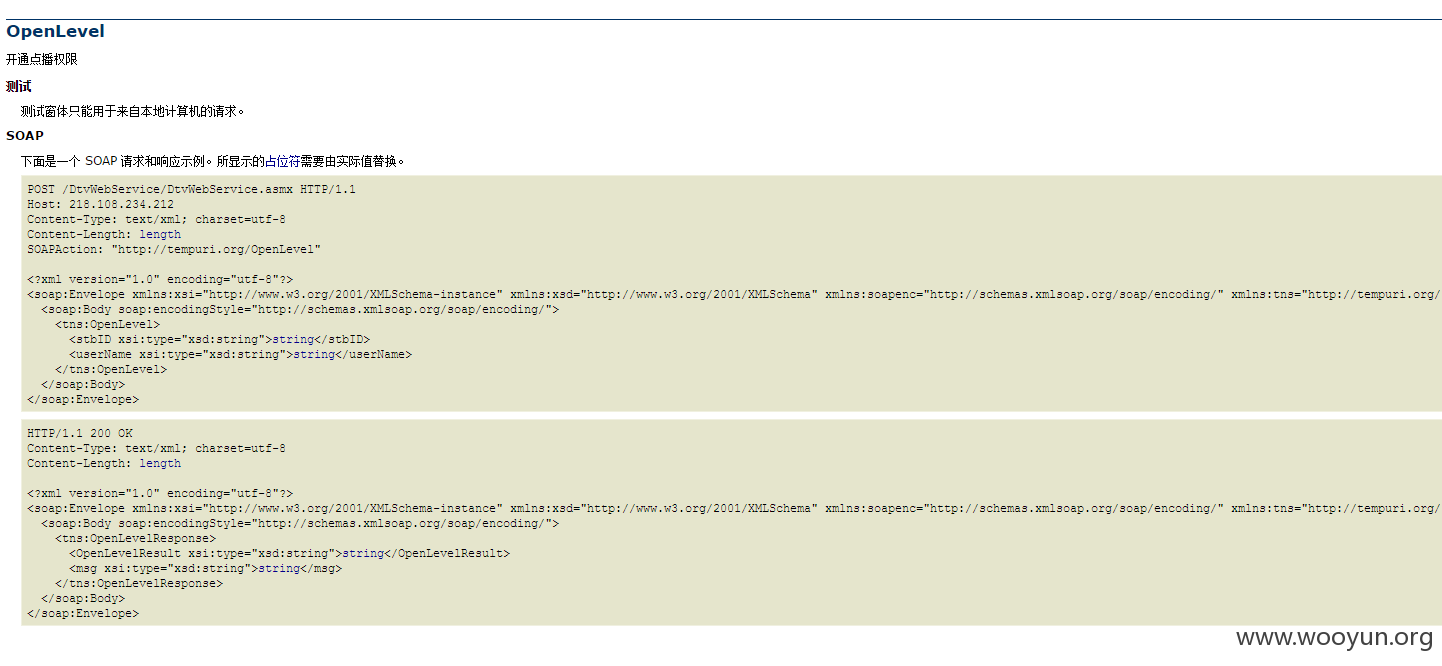 OpenLevel
开通点播权限
测试
测试窗体只能用于来自本地计算机的请求。
SOAP
下面是一个 SOAP 请求和响应示例。所显示的占位符需要由实际值替换。
POST /DtvWebService/DtvWebService.asmx HTTP/1.1
Host: 218.108.234.212
Content-Type: text/xml; charset=utf-8
Content-Length: length
SOAPAction: "http://tempuri.org/OpenLevel"
<?xml version="1.0" encoding="utf-8"?>
<soap:Envelope xmlns:xsi="http://www.w3.org/2001/XMLSchema-instance" xmlns:xsd="http://www.w3.org/2001/XMLSchema" xmlns:soapenc="http://schemas.xmlsoap.org/soap/encoding/" xmlns:tns="http://tempuri.org/
<soap:Body soap:encodingStyle="http://schemas.xmlsoap.org/soap/encoding/">
<tns:OpenLevel>
<stbID xsi:type="xsd:string">string</stbID>
<userName xsi:type="xsd:string">string</userName>
</tns:OpenLevel>
</soap:Body>
</soap:Envelope>
HTTP/1.1 200 OK
Content-Type: text/xml; charset=utf-8
Content-Length: length
<?xml version="1.0" encoding="utf-8"?>
<soap:Envelope xmlns:xsi="http://www.w3.org/2001/XMLSchema-instance" xmlns:xsd="http://www.w3.org/2001/XMLSchema" xmlns:soapenc="http://schemas.xmlsoap.org/soap/encoding/" xmlns:tns="http://tempuri.org/
<soap:Body soap:encodingStyle="http://schemas.xmlsoap.org/soap/encoding/">
<tns:OpenLevelResponse>
<OpenLevelResult xsi:type="xsd:string">string</OpenLevelResult>
<msg xsi:type="xsd:string">string</msg>
</tns:OpenLevelResponse>
</soap:Body>
</soap:Envelope>
www.wooyun.org